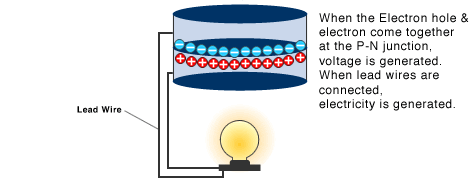 When the Electron hole &
electron come together
at the P-N junction,
voltage is generated.
When lead wires are
connected,
electricity is generated.
Lead Wire